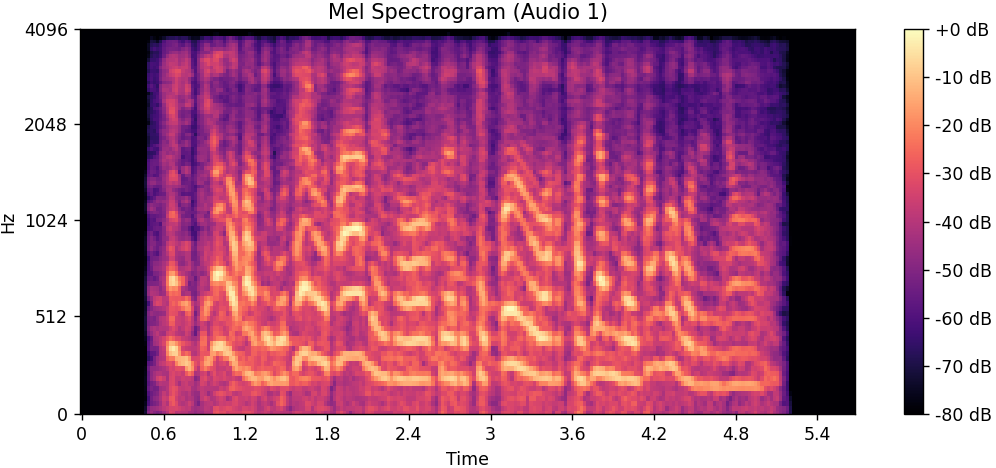 Mel Spectrogram (Audio 1)
4096
2048
1024
512
0
Hz
0 0.6 1.2 1.8 2.4 3 3.6 4.2 4.8 5.4
Time
+0 dB
-10 dB
-20 dB
-30 dB
-40 dB
-50 dB
-60 dB
-70 dB
-80 dB